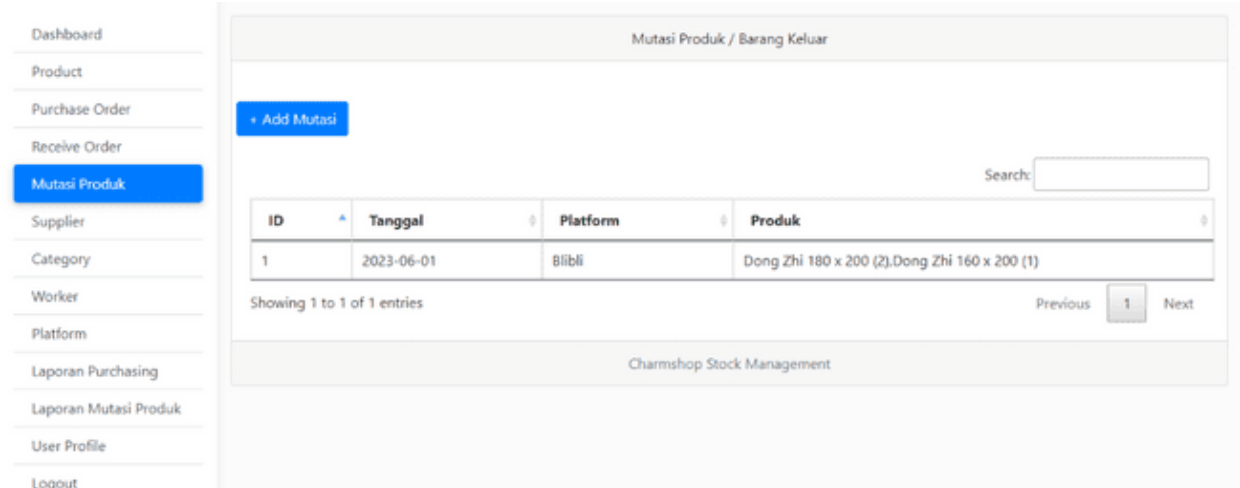 Dashboard
Product
Purchase Order
Receive Order
Mutasi Produk
Supplier
Category
Worker
Platform
Laporan Purchasing
Laporan Mutasi Produk
User Profile
Logout
Mutasi Produk / Barang Keluar
+ Add Mutasi
Search:
ID Tanggal Platform Produk
1 2023-06-01 Blibli Dong Zhi 180 x 200 (2),Dong Zhi 160 x 200 (1)
Showing 1 to 1 of 1 entries
Previous 1 Next
Charmshop Stock Management